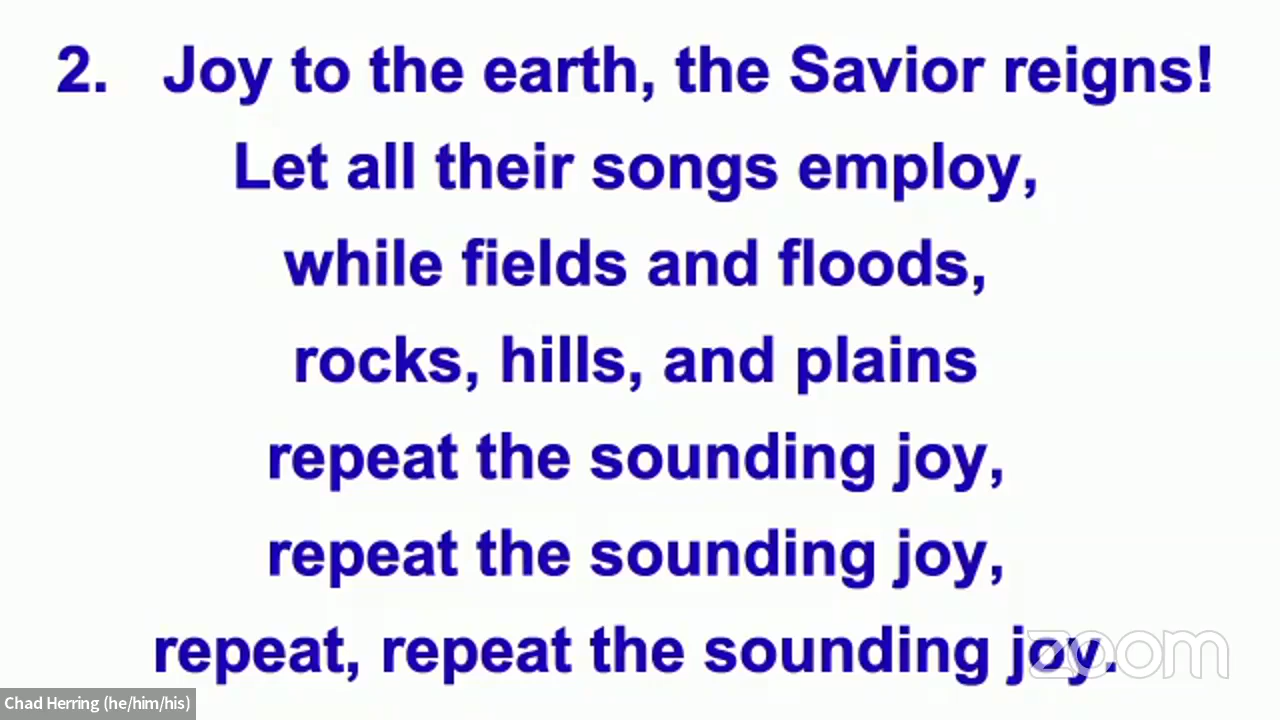 2. Joy to the earth, the Savior reigns!
Let all their songs employ,
while fields and floods,
rocks, hills, and plains
repeat the sounding joy,
repeat the sounding joy,
repeat, repeat the sounding joy.
zoom
Chad Herring (he/him/his)